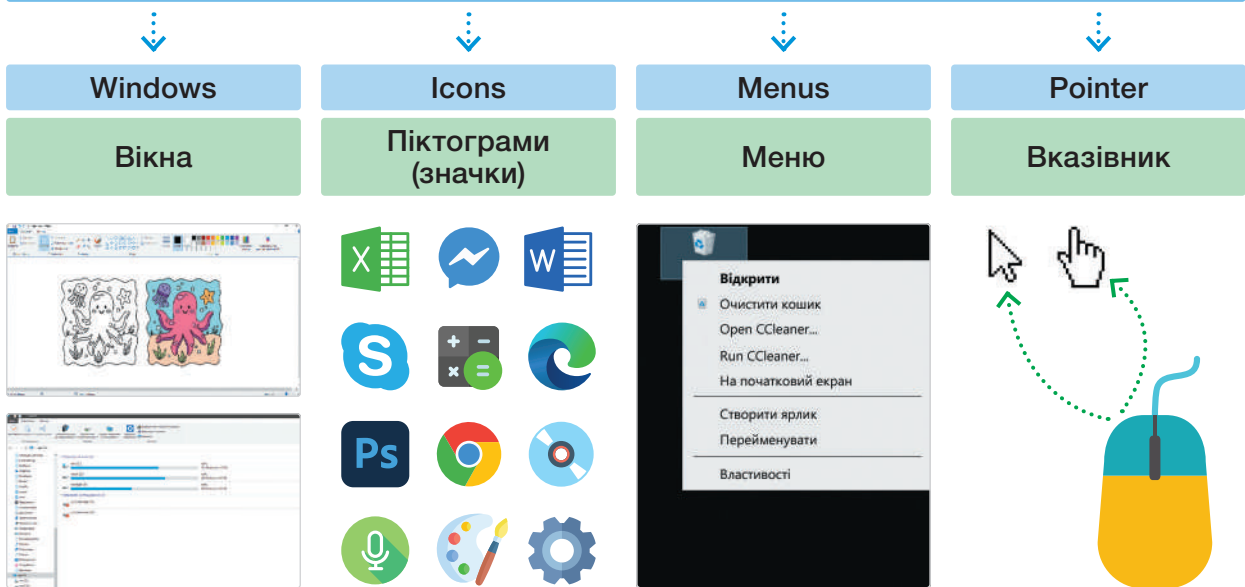 Windows
Icons
Menus
Pointer
Вікна
Піктограми
(значки)
Меню
Вказівник
X
W
S
Ps
Відкрити
Очистити кошик
Open CCleaner...
Run CCleaner...
На початковий екран
Створити ярлик
Перейменувати
Властивості